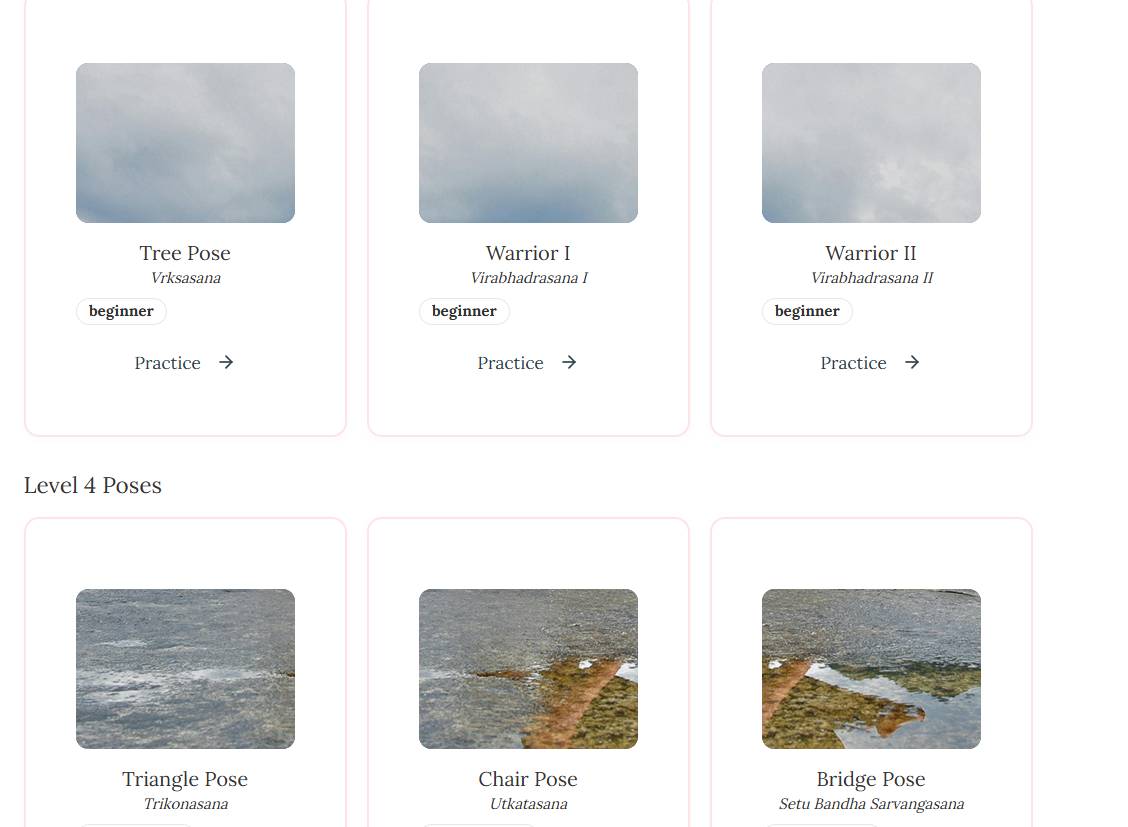 Tree Pose
Warrior I
Warrior II
Vrksasana
Virabhadrasana I
Virabhadrasana II
beginner
beginner
beginner
Practice
Practice
Practice
Level 4 Poses
Triangle Pose
Chair Pose
Bridge Pose
Trikonasana
Utkatasana
Setu Bandha Sarvangasana